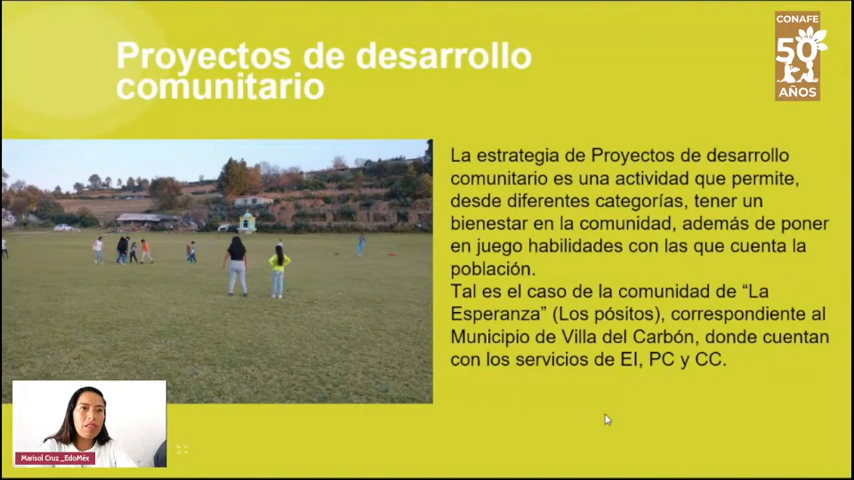 Proyectos de desarrollo
comunitario
CONAFE
50
AÑOS
La estrategia de Proyectos de desarrollo
comunitario es una actividad que permite,
desde diferentes categorías, tener un
bienestar en la comunidad, además de poner
en juego habilidades con las que cuenta la
población.
Tal es el caso de la comunidad de “La
Esperanza” (Los pósitos), correspondiente al
Municipio de Villa del Carbón, donde cuentan
con los servicios de EI, PC y CC.
Marisol Cruz _EdoMéx